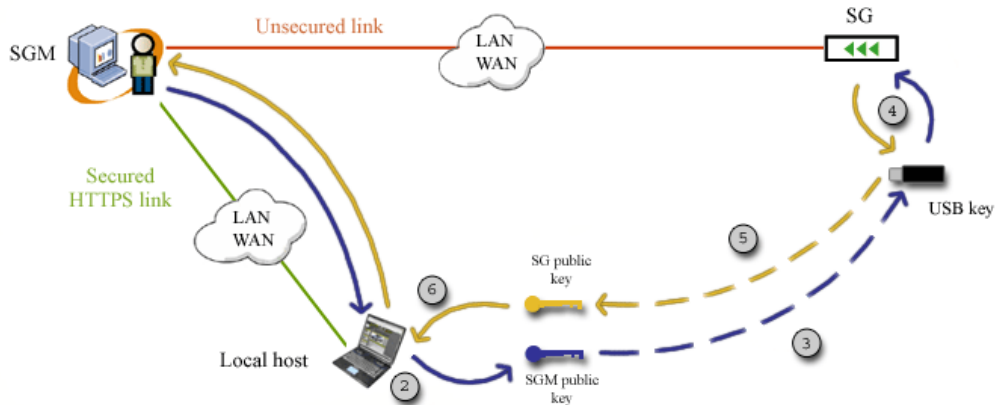 SG
Unsecured link
LAN
WAN
SGM
4
Secured
HTTPS link
USB key
LAN
WAN
5
SG public
key
6
3
Local host
2
SGM public
key